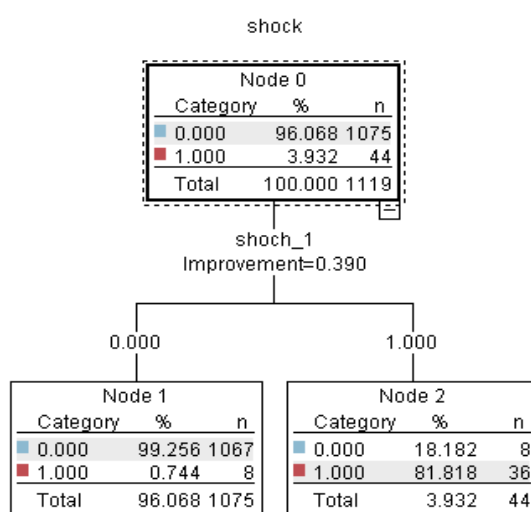 shock
Node 0
Category % n
0.000 96.068 1075
1.000 3.932 44
Total 100.000 1119
shoch_1
Improvement=0.390
0.000 1.000
Node 1
Category % n
0.000 99.256 1067
1.000 0.744 8
Total 96.068 1075
Node 2
Category % n
0.000 18.182 8
1.000 81.818 36
Total 3.932 44